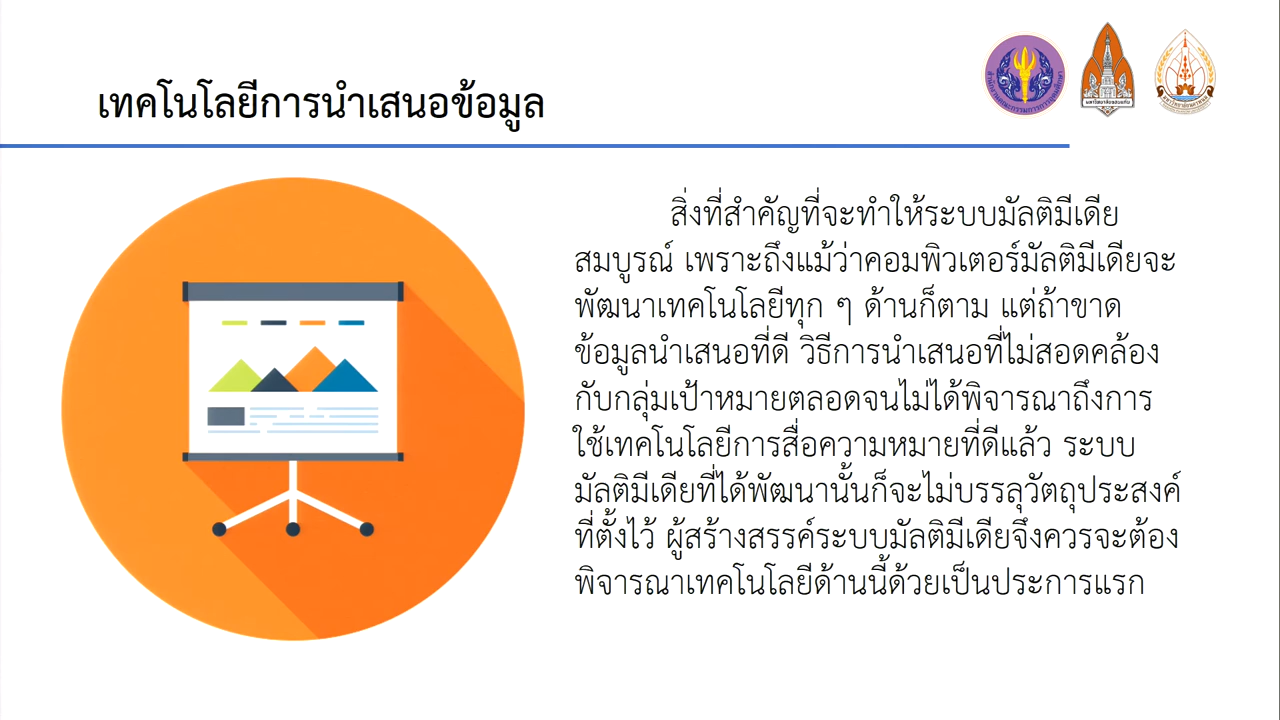 เทคโนโลยีการนำเสนอข้อมูล
สิ่งที่สำคัญที่จะทำให้ระบบมัลติมีเดีย
สมบูรณ์ เพราะถึงแม้ว่าคอมพิวเตอร์มัลติมีเดียจะ
พัฒนาเทคโนโลยีทุก ๆ ด้านก็ตาม แต่ถ้าขาด
ข้อมูลนำเสนอที่ดี วิธีการนำเสนอที่ไม่สอดคล้อง
กับกลุ่มเป้าหมายตลอดจนไม่ได้พิจารณาถึงการ
ใช้เทคโนโลยีการสื่อความหมายที่ดีแล้ว ระบบ
มัลติมีเดียที่ได้พัฒนานั้นก็จะไม่บรรลุวัตถุประสงค์
ที่ตั้งไว้ ผู้สร้างสรรค์ระบบมัลติมีเดียจึงควรจะต้อง
พิจารณาเทคโนโลยีด้านนี้ด้วยเป็นประการแรก
มหาวิทยาลัยขอนแก่น